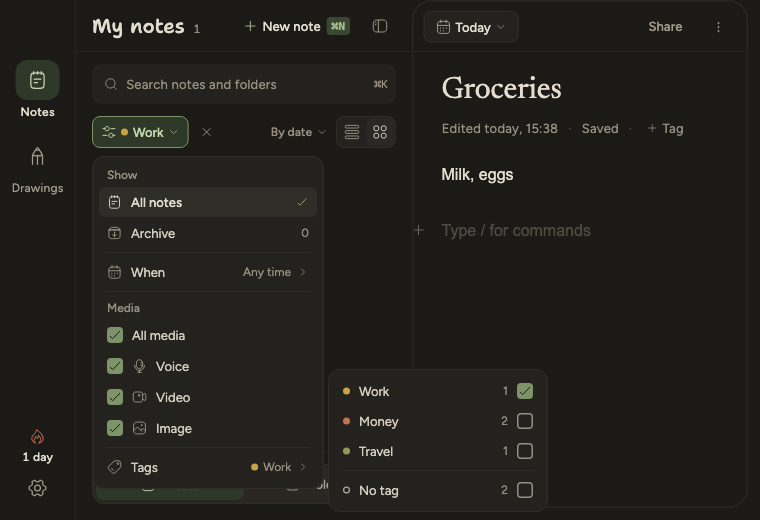 My notes 1
+ New note ⌘N
Today
Share
Search notes and folders ⌘K
Notes
Drawings
Work
By date
Show
All notes
Archive 0
When Any time
Media
All media
Voice
Video
Image
Tags Work
Work 1
Money 2
Travel 1
No tag 2
1 day
Groceries
Edited today, 15:38 · Saved · + Tag
Milk, eggs
Type / for commands